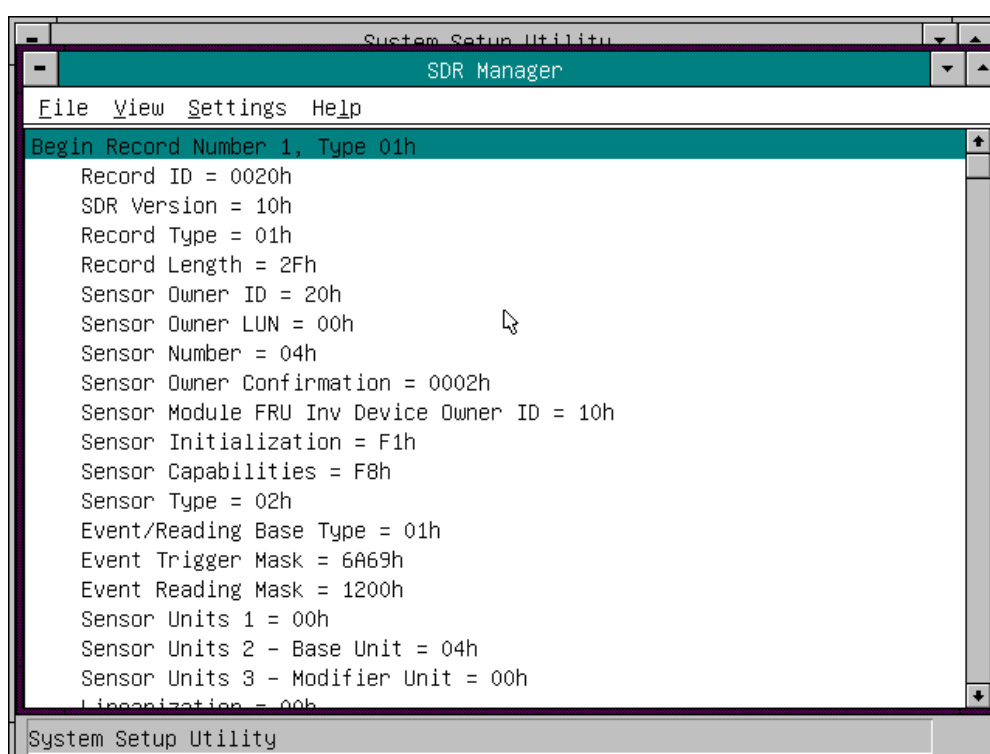 System Setup Utility
SDR Manager
File View Settings Help
Begin Record Number 1, Type 01h
Record ID = 0020h
SDR Version = 10h
Record Type = 01h
Record Length = 2Fh
Sensor Owner ID = 20h
Sensor Owner LUN = 00h
Sensor Number = 04h
Sensor Owner Confirmation = 0002h
Sensor Module FRU Inv Device Owner ID = 10h
Sensor Initialization = F1h
Sensor Capabilities = F8h
Sensor Type = 02h
Event/Reading Base Type = 01h
Event Trigger Mask = 6A69h
Event Reading Mask = 1200h
Sensor Units 1 = 00h
Sensor Units 2 - Base Unit = 04h
Sensor Units 3 - Modifier Unit = 00h
Linearization = 00h
System Setup Utility